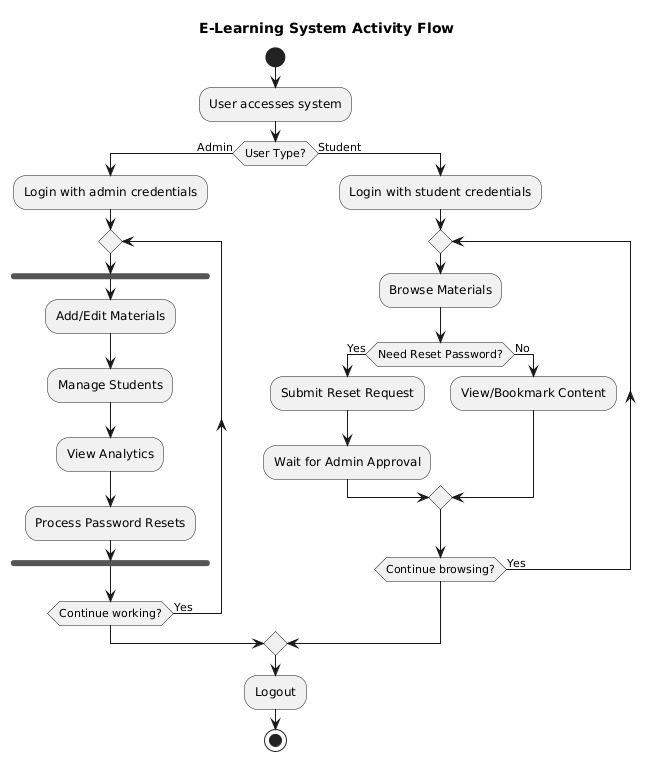 E-Learning System Activity Flow
User accesses system
Admin
User Type?
Student
Login with admin credentials
Login with student credentials
Browse Materials
Add/Edit Materials
Yes
Need Reset Password?
No
Manage Students
Submit Reset Request
View/Bookmark Content
View Analytics
Wait for Admin Approval
Process Password Resets
Continue browsing?
Yes
Continue working?
Yes
Logout